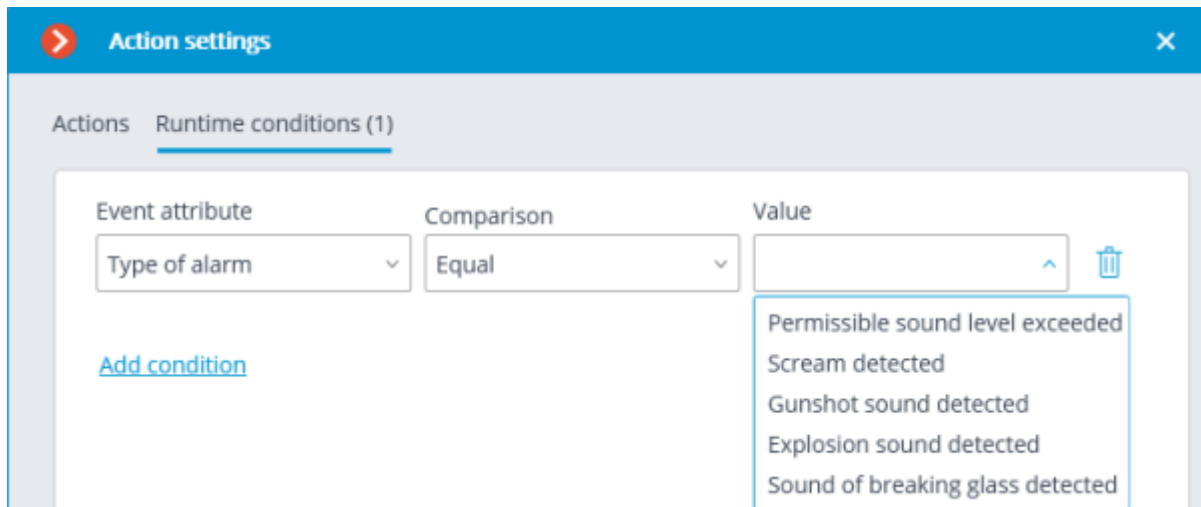 Action settings
Actions Runtime conditions (1)
Event attribute Comparison Value
Type of alarm Equal
Permissible sound level exceeded
Add condition
Scream detected
Gunshot sound detected
Explosion sound detected
Sound of breaking glass detected